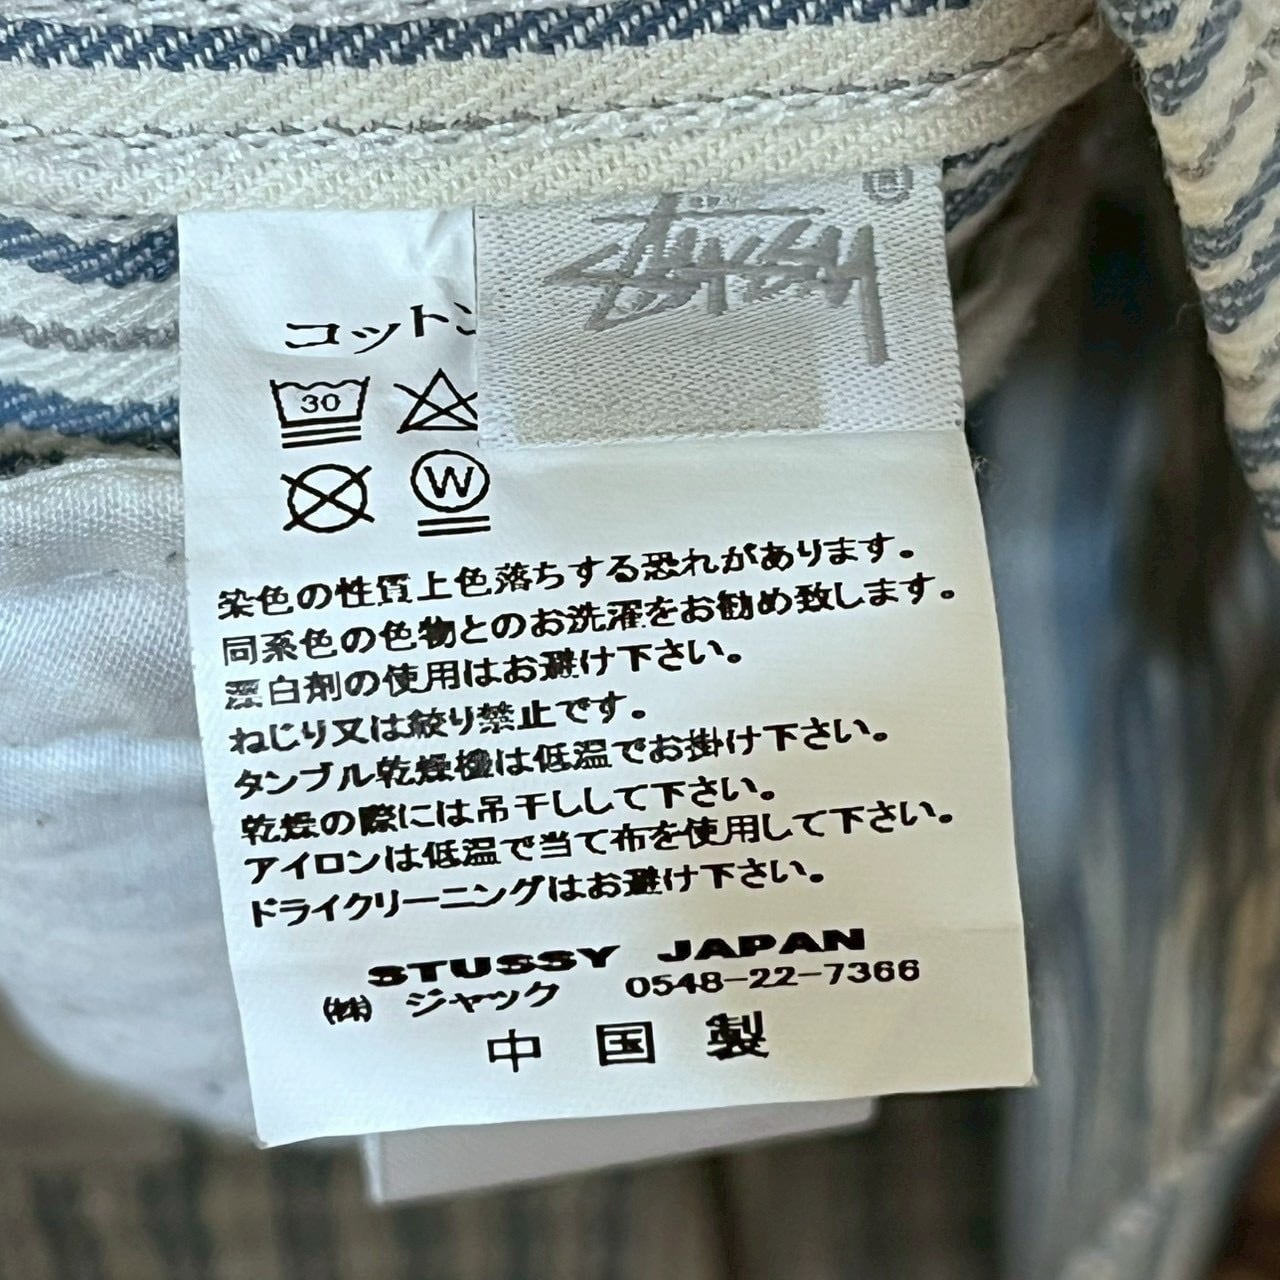 STUSSY
®
コットン
30
W
染色の性質上色落ちする恐れがあります。
同系色の色物とのお洗濯をお勧め致します。
漂白剤の使用はお避け下さい。
ねじり又は絞り禁止です。
タンブル乾燥機は低温でお掛け下さい。
乾燥の際には吊干しして下さい。
アイロンは低温で当て布を使用して下さい。
ドライクリーニングはお避け下さい。
STUSSY JAPAN
㈱ ジャック 0548-22-7366
中国製